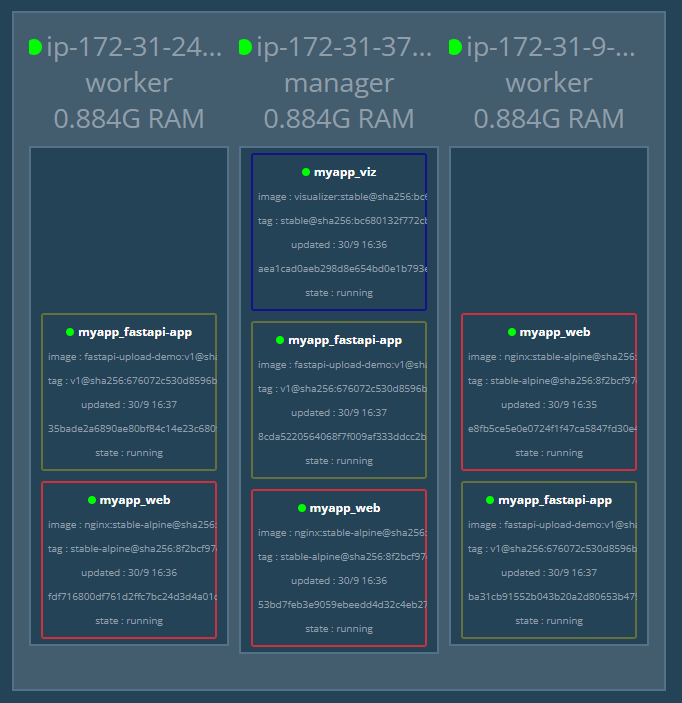 ip-172-31-24...
worker
0.884G RAM
myapp_fastapi-app
image : fastapi-upload-demo:v1@sha
tag : v1@sha256:676072c530d8596b
updated : 30/9 16:37
35bade2a6890ae80bf84c14e23c680
state : running
myapp_web
image : nginx:stable-alpine@sha256:
tag : stable-alpine@sha256:8f2bcf97
updated : 30/9 16:36
fdf716800df761d2ffc7bc24d3d4a01c
state : running
ip-172-31-37...
manager
0.884G RAM
myapp_viz
image : visualizer:stable@sha256:bc6
tag : stable@sha256:bc680132f772cb
updated : 30/9 16:36
aea1cad0aeb298d8e654bd0e1b793e
state : running
myapp_fastapi-app
image : fastapi-upload-demo:v1@sha
tag : v1@sha256:676072c530d8596b
updated : 30/9 16:37
8cda5220564068f7f009af333ddcc2b
state : running
myapp_web
image : nginx:stable-alpine@sha256:
tag : stable-alpine@sha256:8f2bcf97
updated : 30/9 16:36
53bd7feb3e9059ebeedd4d32c4eb27
state : running
ip-172-31-9-...
worker
0.884G RAM
myapp_web
image : nginx:stable-alpine@sha256:
tag : stable-alpine@sha256:8f2bcf97
updated : 30/9 16:35
e8fb5ce5e0e0724f1f47ca5847fd30e4
state : running
myapp_fastapi-app
image : fastapi-upload-demo:v1@sha
tag : v1@sha256:676072c530d8596b
updated : 30/9 16:37
ba31cb91552b043b20a2d80653b479
state : running